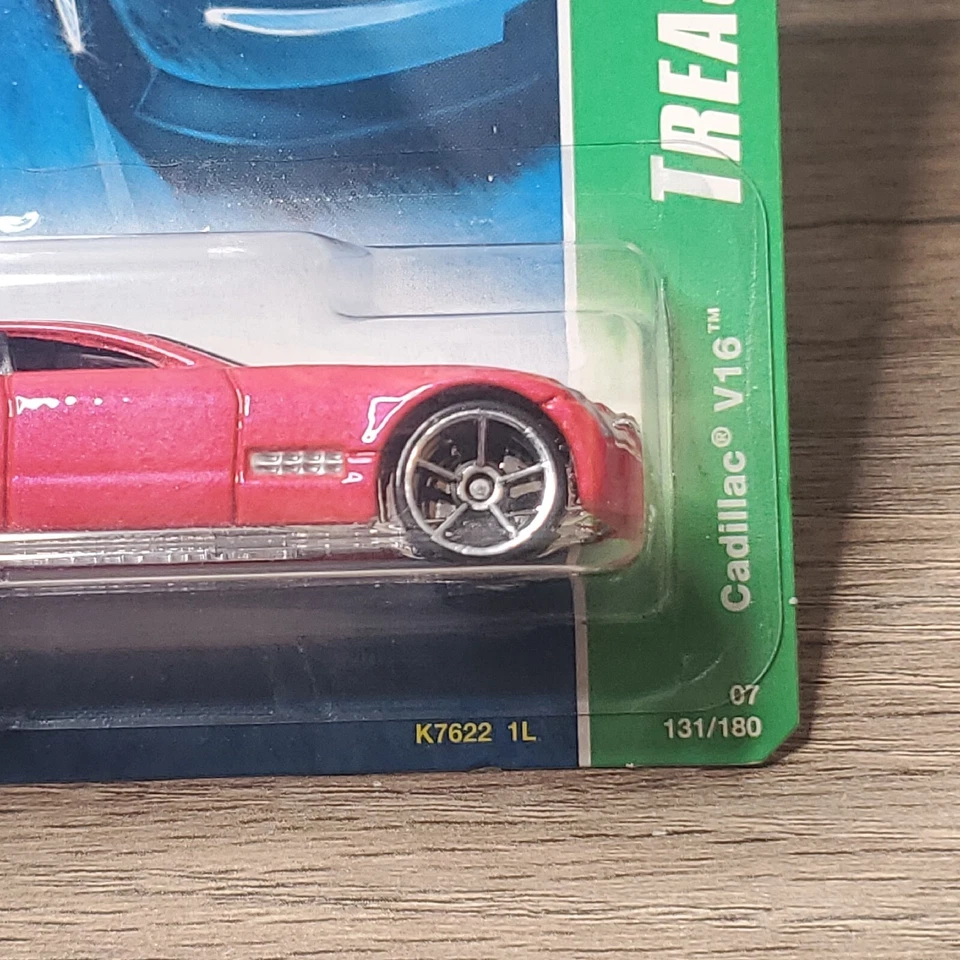 TREA
Cadillac® V16™
07
131/180
K7622 1L